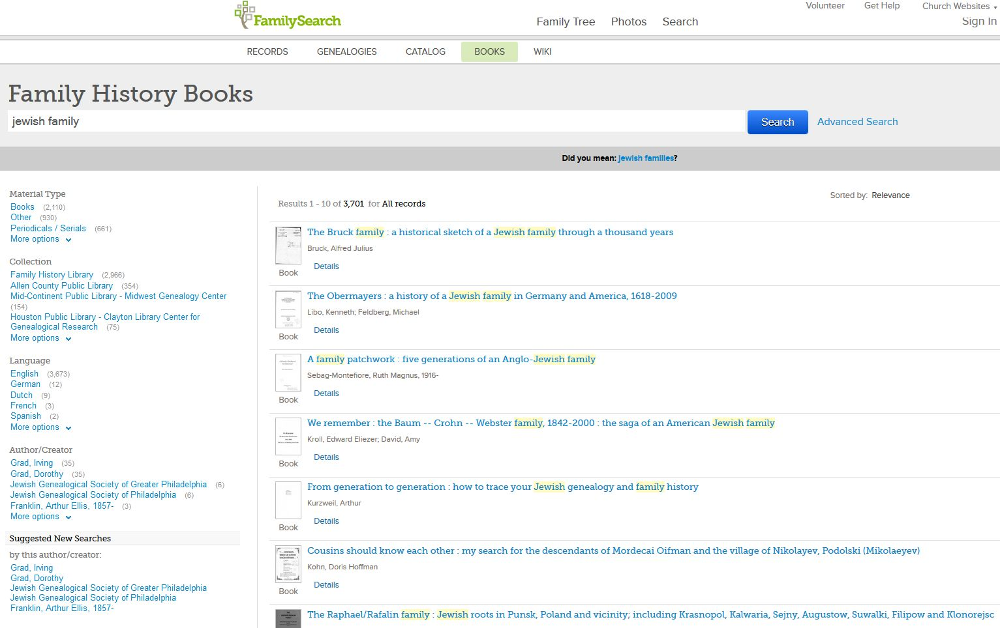 FamilySearch
Family Tree Photos Search
Volunteer Get Help Church Websites
Sign In
RECORDS GENEALOGIES CATALOG BOOKS WIKI
Family History Books
jewish family
Search Advanced Search
Did you mean: jewish families?
Material Type
Books (2,110)
Other (930)
Periodicals / Serials (661)
More options
Collection
Family History Library (2,966)
Allen County Public Library (354)
Mid-Continent Public Library - Midwest Genealogy Center
(154)
Houston Public Library - Clayton Library Center for
Genealogical Research (75)
More options
Language
English (3,673)
German (12)
Dutch (9)
French (3)
Spanish (2)
More options
Author/Creator
Grad, Irving (35)
Grad, Dorothy (35)
Jewish Genealogical Society of Greater Philadelphia (6)
Jewish Genealogical Society of Philadelphia (6)
Franklin, Arthur Ellis, 1857- (3)
More options
Suggested New Searches
by this author/creator:
Grad, Irving
Grad, Dorothy
Jewish Genealogical Society of Greater Philadelphia
Jewish Genealogical Society of Philadelphia
Franklin, Arthur Ellis, 1857-
Sorted by: Relevance
Results 1 - 10 of 3,701 for All records
The Bruck family : a historical sketch of a Jewish family through a thousand years
Bruck, Alfred Julius
Details
Book
The Obermayers : a history of a Jewish family in Germany and America, 1618-2009
Libo, Kenneth; Feldberg, Michael
Details
Book
A family patchwork : five generations of an Anglo-Jewish family
Sebag-Montefiore, Ruth Magnus, 1916-
Details
Book
We remember : the Baum -- Crohn -- Webster family, 1842-2000 : the saga of an American Jewish family
Kroll, Edward Eliezer; David, Amy
Details
Book
From generation to generation : how to trace your Jewish genealogy and family history
Kurzweil, Arthur
Details
Book
Cousins should know each other : my search for the descendants of Mordecai Oifman and the village of Nikolayev, Podolski (Mikolaeyev)
Kohn, Doris Hoffman
Details
Book
The Raphael/Rafalin family : Jewish roots in Punsk, Poland and vicinity; including Krasnopol, Kalwaria, Sejny, Augustow, Suwalki, Filipow and Klonorejsc